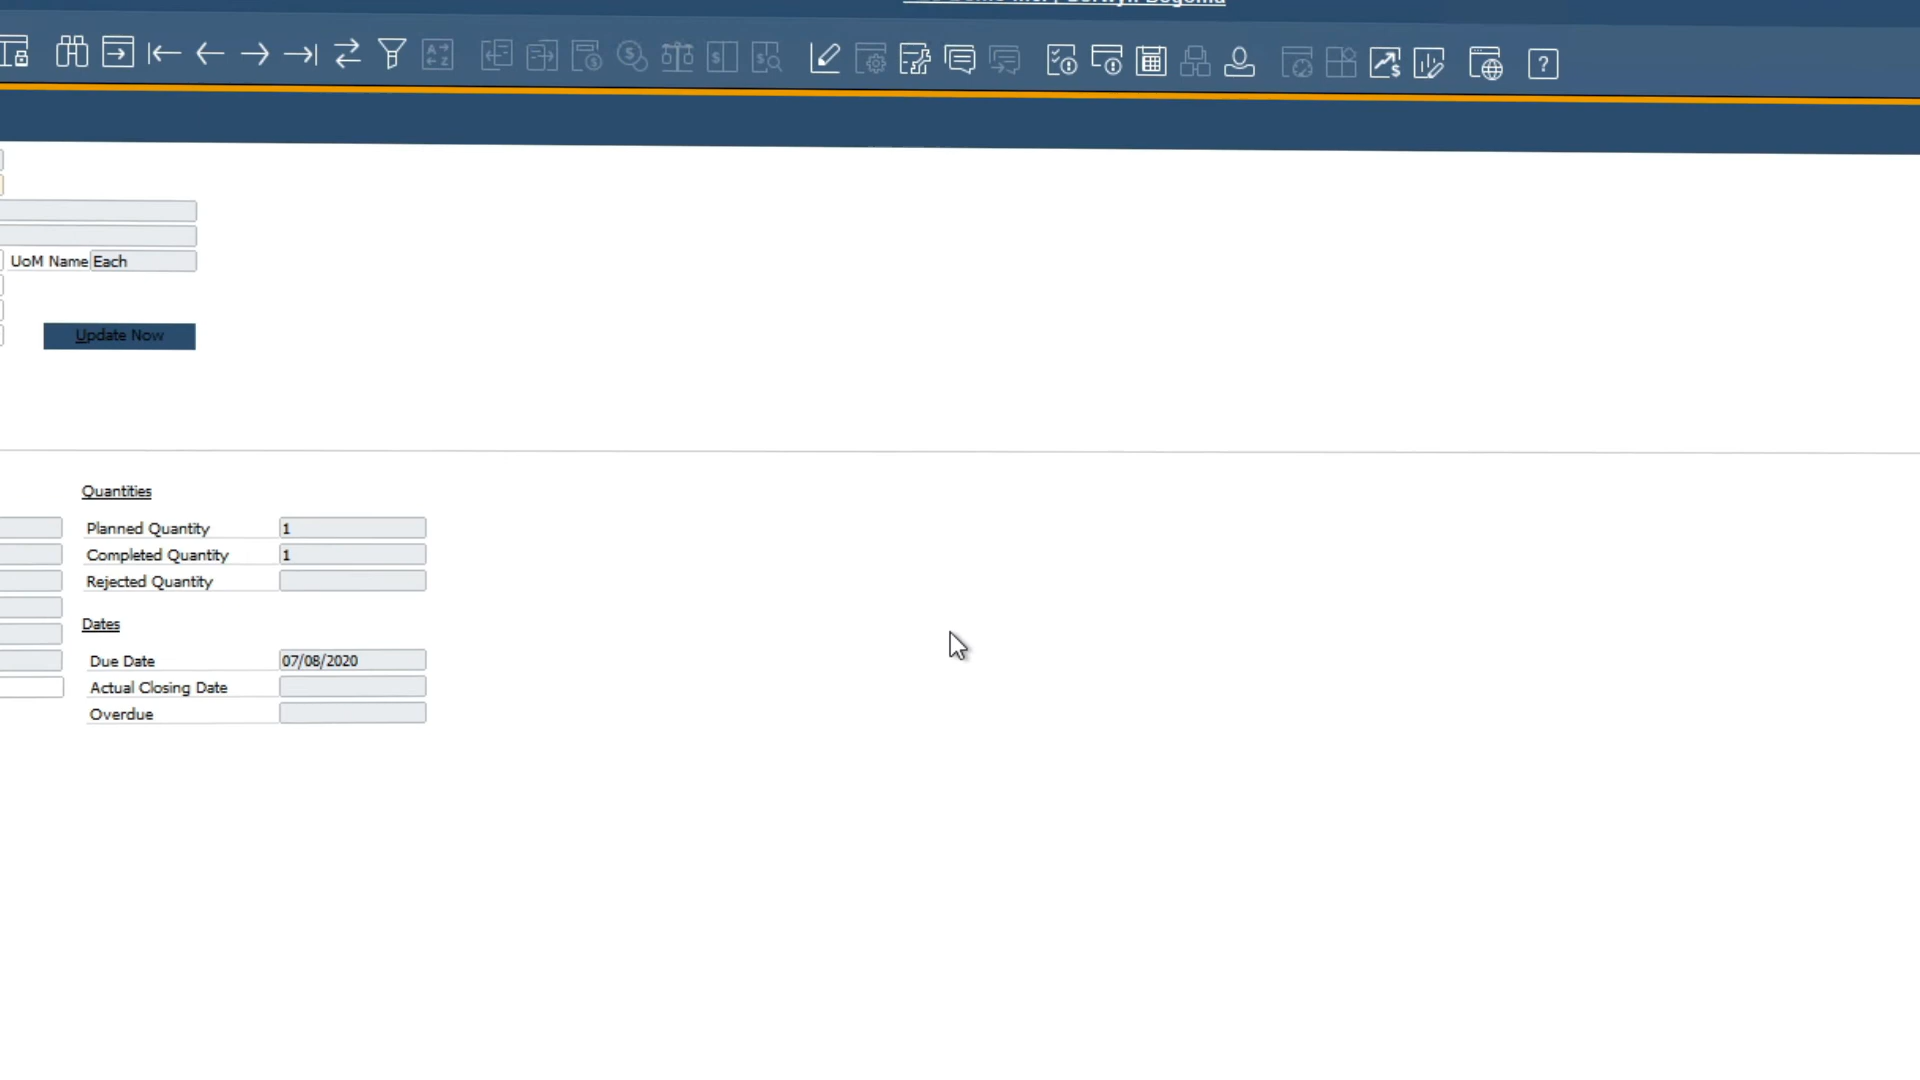 UoM Name Each
Update Now
Quantities
Planned Quantity 1
Completed Quantity 1
Rejected Quantity
Dates
Due Date 07/08/2020
Actual Closing Date
Overdue